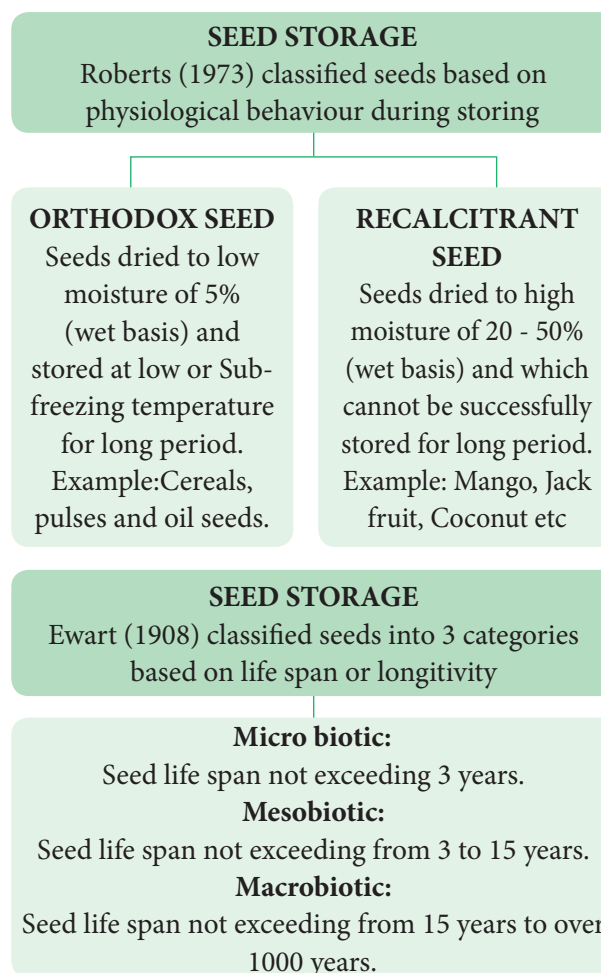 SEED STORAGE
Roberts (1973) classified seeds based on
physiological behaviour during storing
ORTHODOX SEED
Seeds dried to low
moisture of 5%
(wet basis) and
stored at low or Sub-
freezing temperature
for long period.
Example:Cereals,
pulses and oil seeds.
RECALCITRANT
SEED
Seeds dried to high
moisture of 20 - 50%
(wet basis) and which
cannot be successfully
stored for long period.
Example: Mango, Jack
fruit, Coconut etc
SEED STORAGE
Ewart (1908) classified seeds into 3 categories
based on life span or longitivity
Micro biotic:
Seed life span not exceeding 3 years.
Mesobiotic:
Seed life span not exceeding from 3 to 15 years.
Macrobiotic:
Seed life span not exceeding from 15 years to over
1000 years.